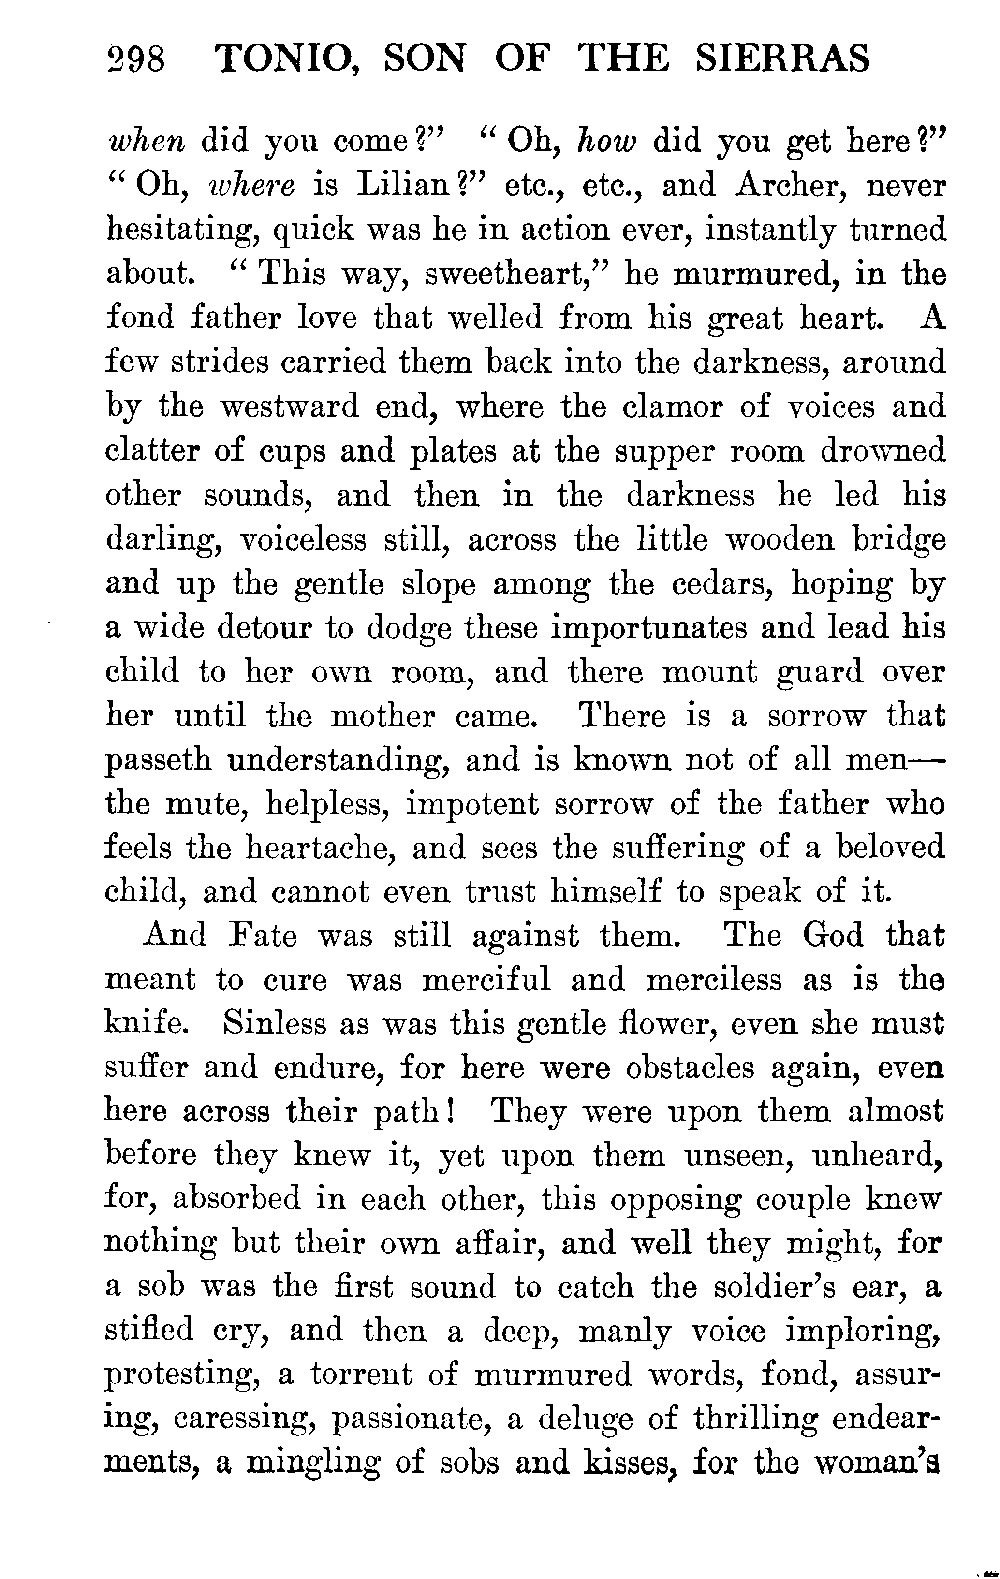 298 TONIO, SON OF THE SIERRAS
when did you come?" "Oh, how did you get here?"
"Oh, where is Lilian?" etc., etc., and Archer, never
hesitating, quick was he in action ever, instantly turned
about. "This way, sweetheart," he murmured, in the
fond father love that welled from his great heart. A
few strides carried them back into the darkness, around
by the westward end, where the clamor of voices and
clatter of cups and plates at the supper room drowned
other sounds, and then in the darkness he led his
darling, voiceless still, across the little wooden bridge
and up the gentle slope among the cedars, hoping by
a wide detour to dodge these importunates and lead his
child to her own room, and there mount guard over
her until the mother came. There is a sorrow that
passeth understanding, and is known not of all men—
the mute, helpless, impotent sorrow of the father who
feels the heartache, and sees the suffering of a beloved
child, and cannot even trust himself to speak of it.
And Fate was still against them. The God that
meant to cure was merciful and merciless as is the
knife. Sinless as was this gentle flower, even she must
suffer and endure, for here were obstacles again, even
here across their path! They were upon them almost
before they knew it, yet upon them unseen, unheard,
for, absorbed in each other, this opposing couple knew
nothing but their own affair, and well they might, for
a sob was the first sound to catch the soldier's ear, a
stifled cry, and then a deep, manly voice imploring,
protesting, a torrent of murmured words, fond, assur-
ing, caressing, passionate, a deluge of thrilling endear-
ments, a mingling of sobs and kisses, for the woman's